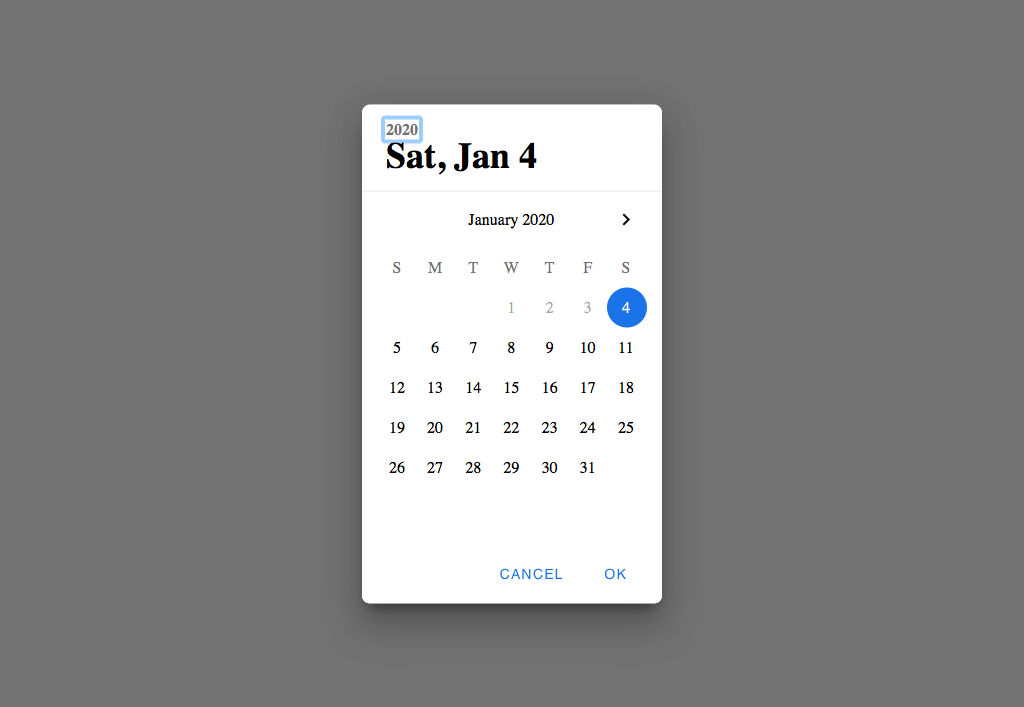 2020
Sat, Jan 4
January 2020
S M T W T F S
1 2 3 4
5 6 7 8 9 10 11
12 13 14 15 16 17 18
19 20 21 22 23 24 25
26 27 28 29 30 31
CANCEL OK